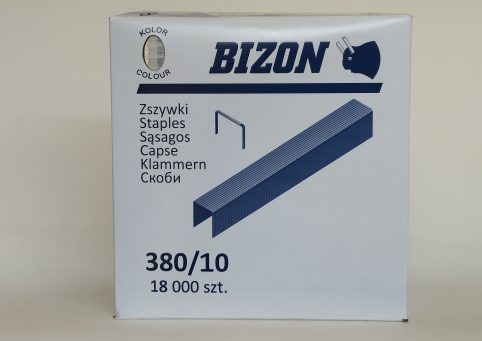 KOLOR
COLOUR
BIZON
Zszywki
Staples
Sąsagos
Capse
Klammern
Скоби
380/10
18 000 szt.